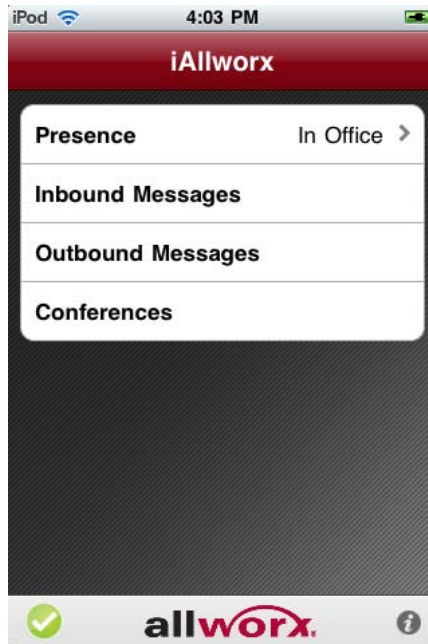 iPod 4:03 PM
iAllworx
Presence In Office >
Inbound Messages
Outbound Messages
Conferences
allworx.
i